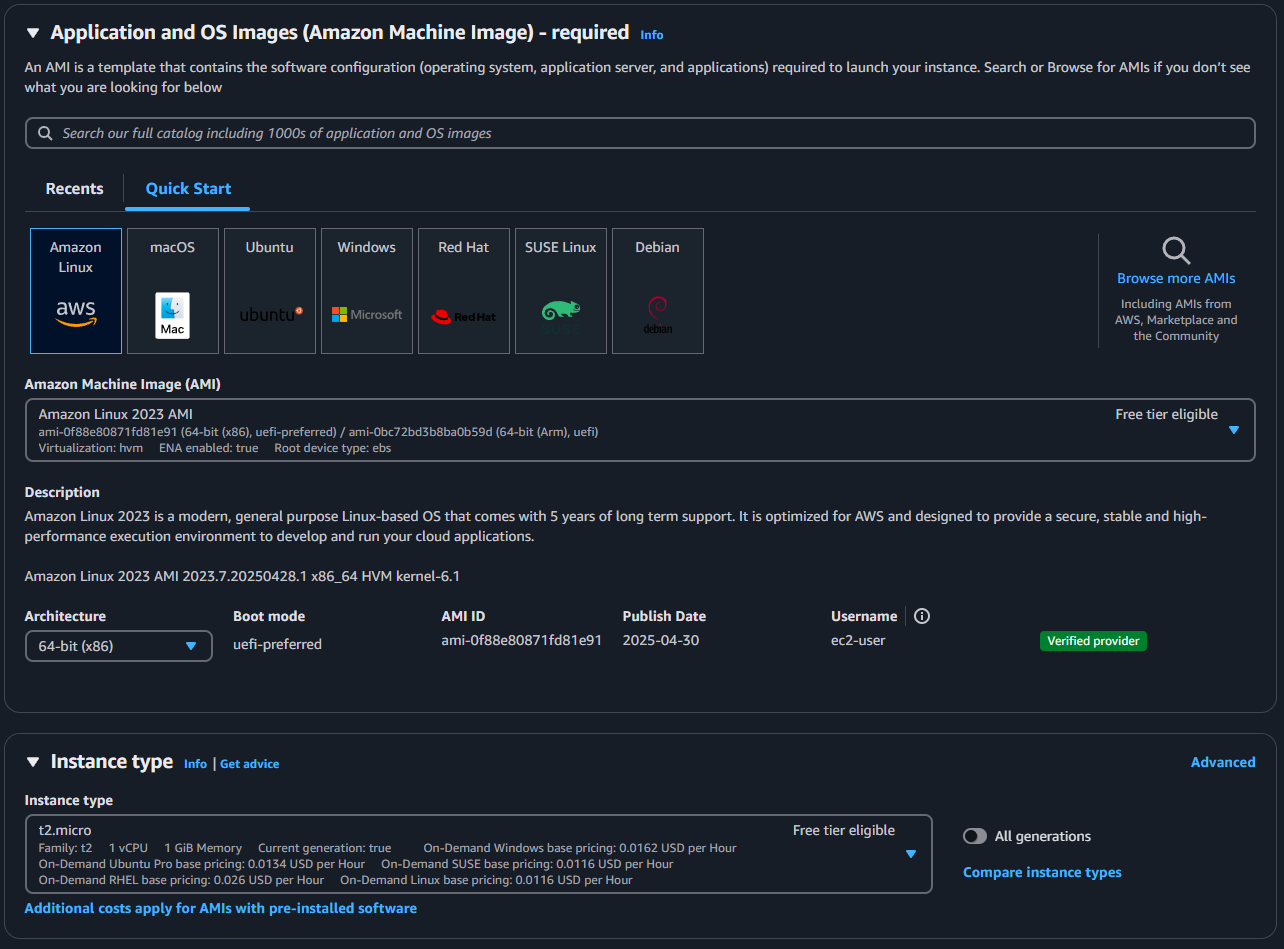 Application and OS Images (Amazon Machine Image) - required Info
An AMI is a template that contains the software configuration (operating system, application server, and applications) required to launch your instance. Search or Browse for AMIs if you don’t see
what you are looking for below
Search our full catalog including 1000s of application and OS images
Recents
Quick Start
Amazon
Linux
aws
macOS
Mac
Ubuntu
ubuntu
Windows
Microsoft
Red Hat
Red Hat
SUSE Linux
Debian
debian
Browse more AMIs
Including AMIs from
AWS, Marketplace and
the Community
Amazon Machine Image (AMI)
Amazon Linux 2023 AMI Free tier eligible
ami-0f88e80871fd81e91 (64-bit (x86), uefi-preferred) / ami-0bc72bd3b8ba0b59d (64-bit (Arm), uefi)
Virtualization: hvm ENA enabled: true Root device type: ebs
Description
Amazon Linux 2023 is a modern, general purpose Linux-based OS that comes with 5 years of long term support. It is optimized for AWS and designed to provide a secure, stable and high-
performance execution environment to develop and run your cloud applications.
Amazon Linux 2023 AMI 2023.7.20250428.1 x86_64 HVM kernel-6.1
Architecture Boot mode AMI ID Publish Date Username
64-bit (x86) uefi-preferred ami-0f88e80871fd81e91 2025-04-30 ec2-user Verified provider
Instance type Info | Get advice Advanced
Instance type
t2.micro Free tier eligible
Family: t2 1 vCPU 1 GiB Memory Current generation: true On-Demand Windows base pricing: 0.0162 USD per Hour
On-Demand Ubuntu Pro base pricing: 0.0134 USD per Hour On-Demand SUSE base pricing: 0.0116 USD per Hour
On-Demand RHEL base pricing: 0.026 USD per Hour On-Demand Linux base pricing: 0.0116 USD per Hour
All generations
Compare instance types
Additional costs apply for AMIs with pre-installed software